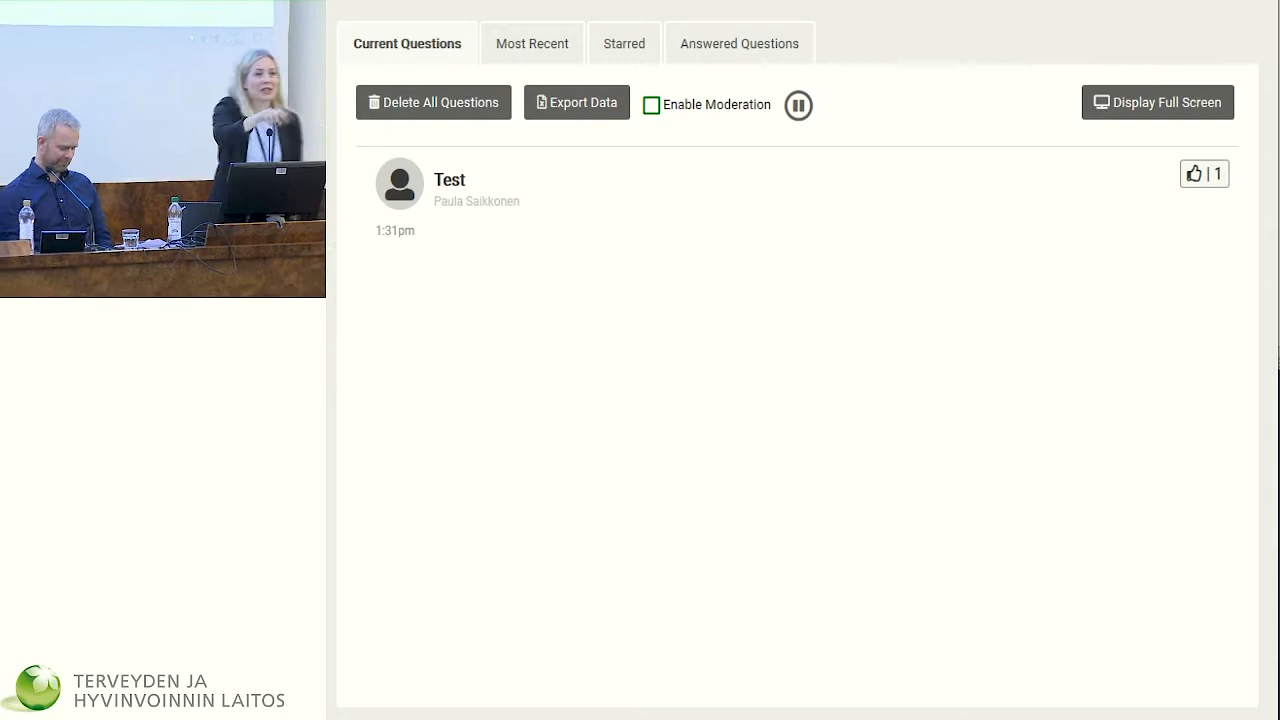 Current Questions
Most Recent
Starred
Answered Questions
Delete All Questions
Export Data
Enable Moderation
Display Full Screen
Test
| 1
Paula Saikkonen
1:31pm
TERVEYDEN JA
HYVINVOINNIN LAITOS